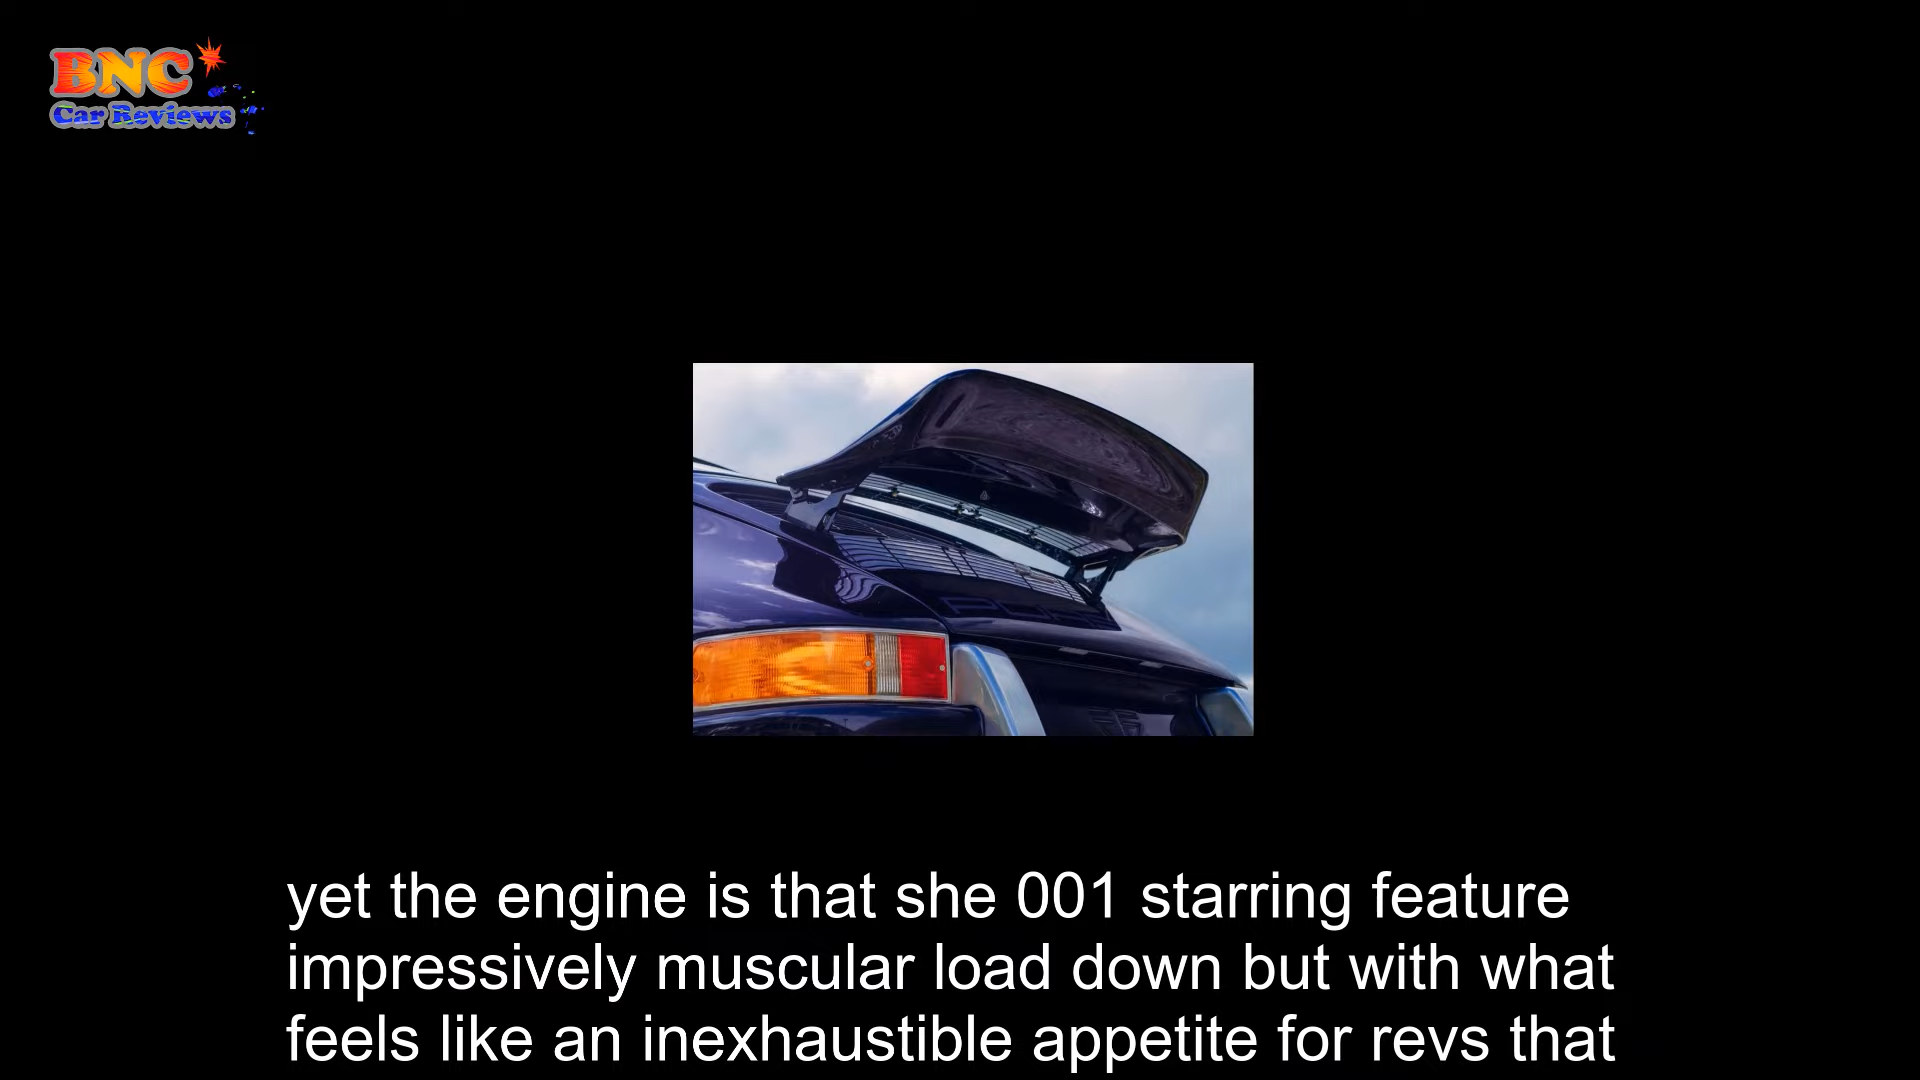 BNC
Car Reviews
yet the engine is that she 001 starring feature
impressively muscular load down but with what
feels like an inexhaustible appetite for revs that